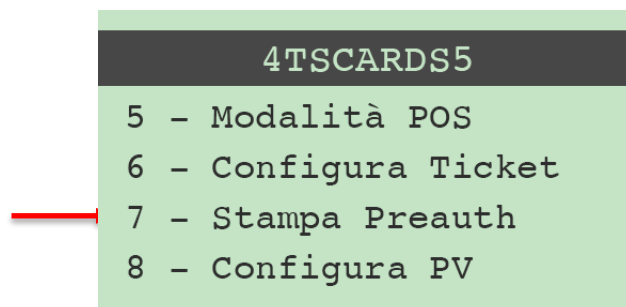 4TSCARDS5
5 - Modalità POS
6 - Configura Ticket
7 - Stampa Preauth
8 - Configura PV